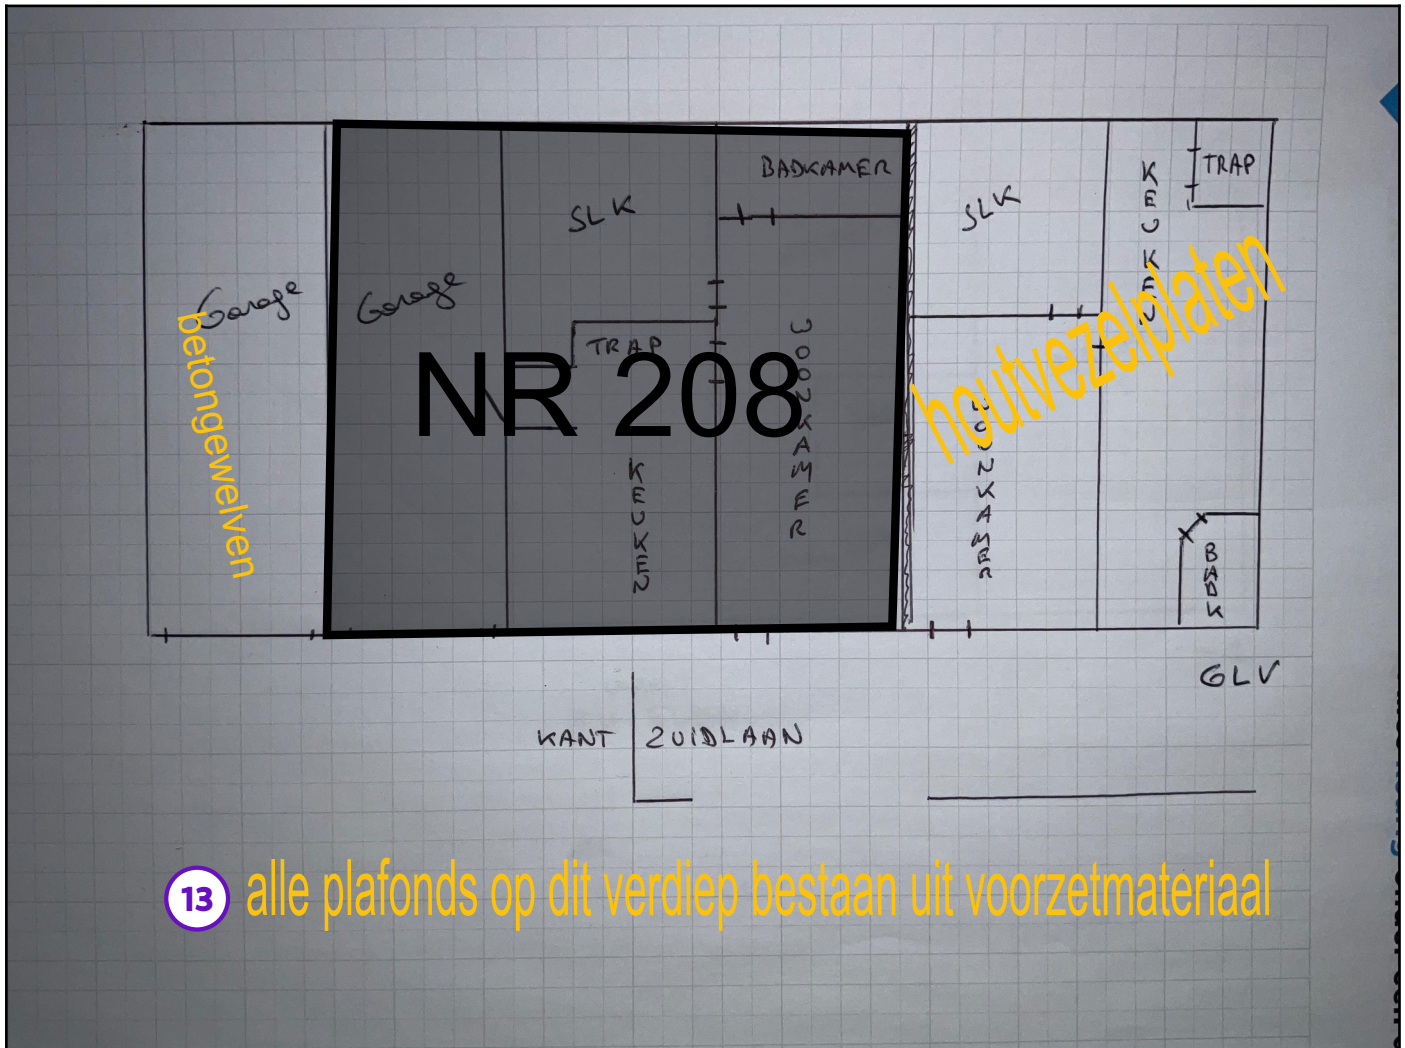 BADKAMER
TRAP
SLK
SLK
KEUKEN
Garage
Garage
betongewelven
houtvezelplaten
TRAP
NR 208
WOONKAMER
WOONKAMER
KEUKEN
BADK
GLV
KANT ZUIDLAAN
13 alle plafonds op dit verdiep bestaan uit voorzetmateriaal